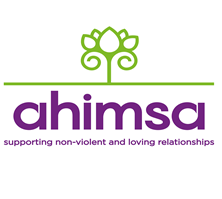 ahimsa
supporting non-violent and loving relationships